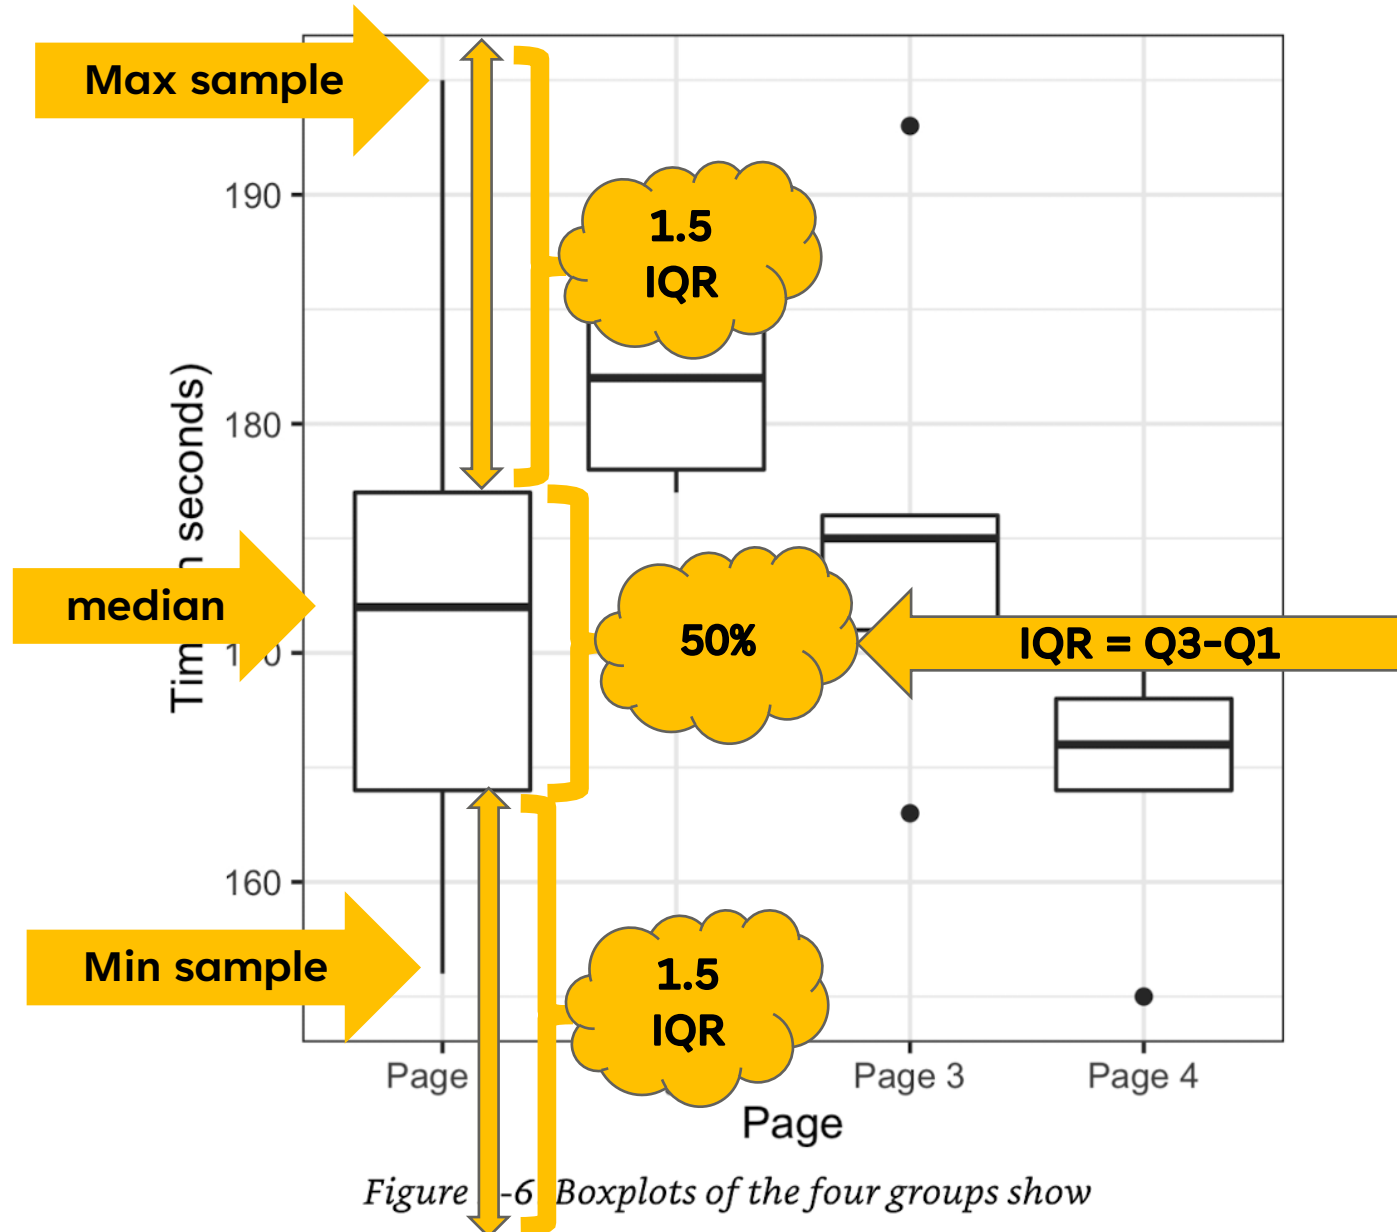 Max sample
190
1.5
IQR
180
seconds)
median
50%
IQR = Q3-Q1
160
Min sample
1.5
IQR
Page
Page 3
Page 4
Page
Figure -6 Boxplots of the four groups show